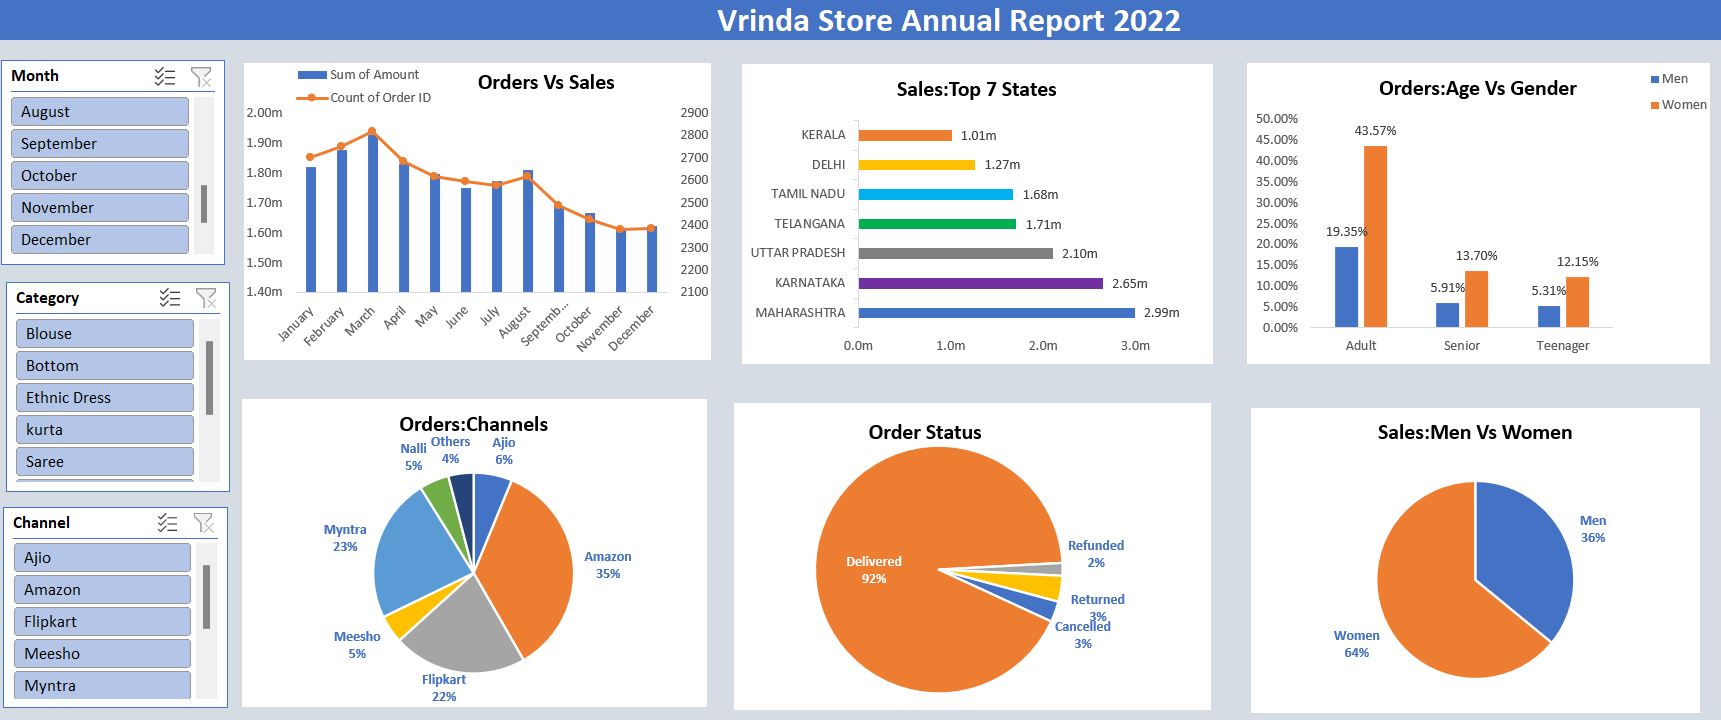 Vrinda Store Annual Report 2022
Month
August
September
October
November
December
Category
Blouse
Bottom
Ethnic Dress
kurta
Saree
Channel
Ajio
Amazon
Flipkart
Meesho
Myntra
Orders Vs Sales
Sum of Amount
Count of Order ID
2.00m
1.90m
1.80m
1.70m
1.60m
1.50m
1.40m
2900
2800
2700
2600
2500
2400
2300
2200
2100
January
February
March
April
May
June
July
August
Septemb...
October
November
December
Sales:Top 7 States
KERALA 1.01m
DELHI 1.27m
TAMIL NADU 1.68m
TELANGANA 1.71m
UTTAR PRADESH 2.10m
KARNATAKA 2.65m
MAHARASHTRA 2.99m
0.0m 1.0m 2.0m 3.0m
Orders:Age Vs Gender
Men
Women
50.00%
45.00%
40.00%
35.00%
30.00%
25.00%
20.00%
15.00%
10.00%
5.00%
0.00%
19.35%
43.57%
5.91%
13.70%
5.31%
12.15%
Adult Senior Teenager
Orders:Channels
Ajio
6%
Amazon
35%
Flipkart
22%
Meesho
5%
Myntra
23%
Nalli
5%
Others
4%
Order Status
Delivered
92%
Refunded
2%
Returned
3%
Cancelled
3%
Sales:Men Vs Women
Men
36%
Women
64%